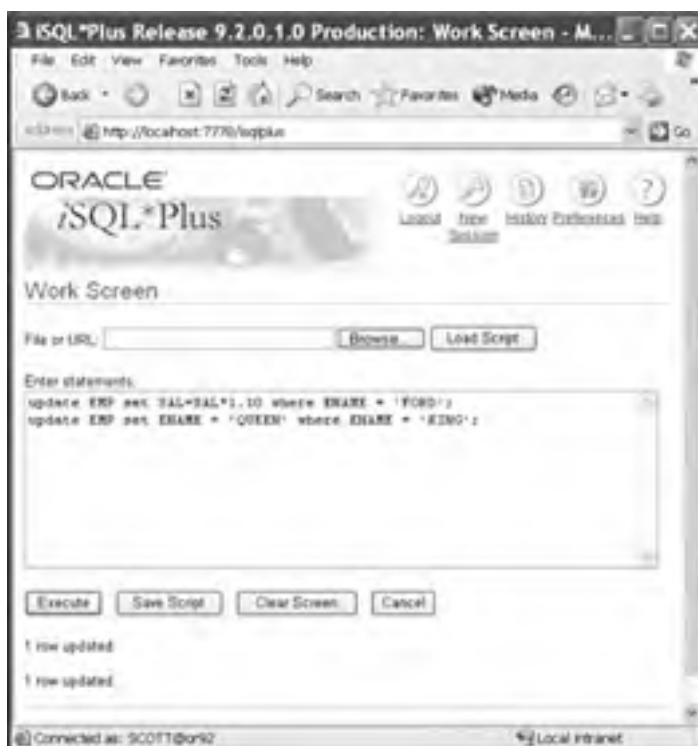 iSQL*Plus Release 9.2.0.1.0 Production: Work Screen - M...
File Edit View Favorites Tools Help
Back Search Favorites Media
Address http://localhost:7778/isqlplus Go
ORACLE
iSQL*Plus
Logout New Session History Preferences Help
Work Screen
File or URL: Browse... Load Script
Enter statements:
update EMP set SAL=SAL*1.10 where ENAME = 'FORD';
update EMP set ENAME = 'QUEEN' where ENAME = 'KING';
Execute Save Script Clear Screen Cancel
1 row updated.
1 row updated.
Connected as: SCOTT@or92 Local intranet